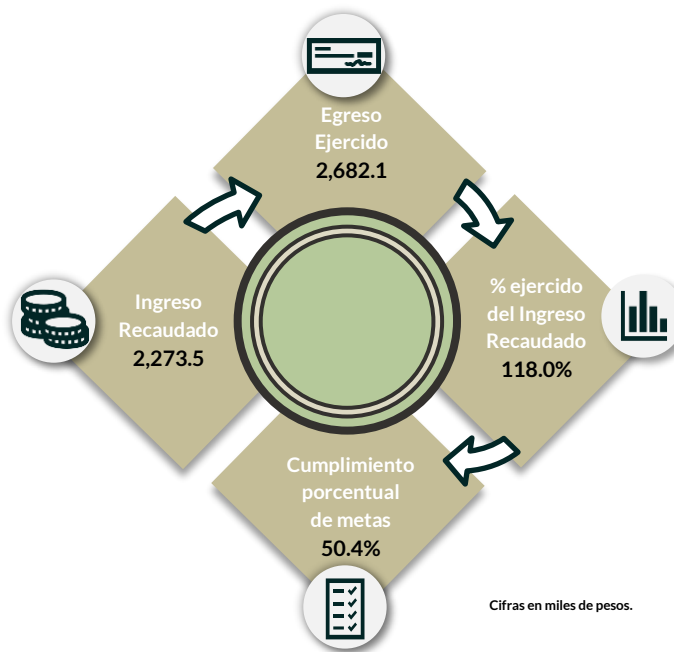 Egreso
Ejercido
2,682.1
Ingreso
Recaudado
2,273.5
% ejercido
del Ingreso
Recaudado
118.0%
Cumplimiento
porcentual
de metas
50.4%
Cifras en miles de pesos.